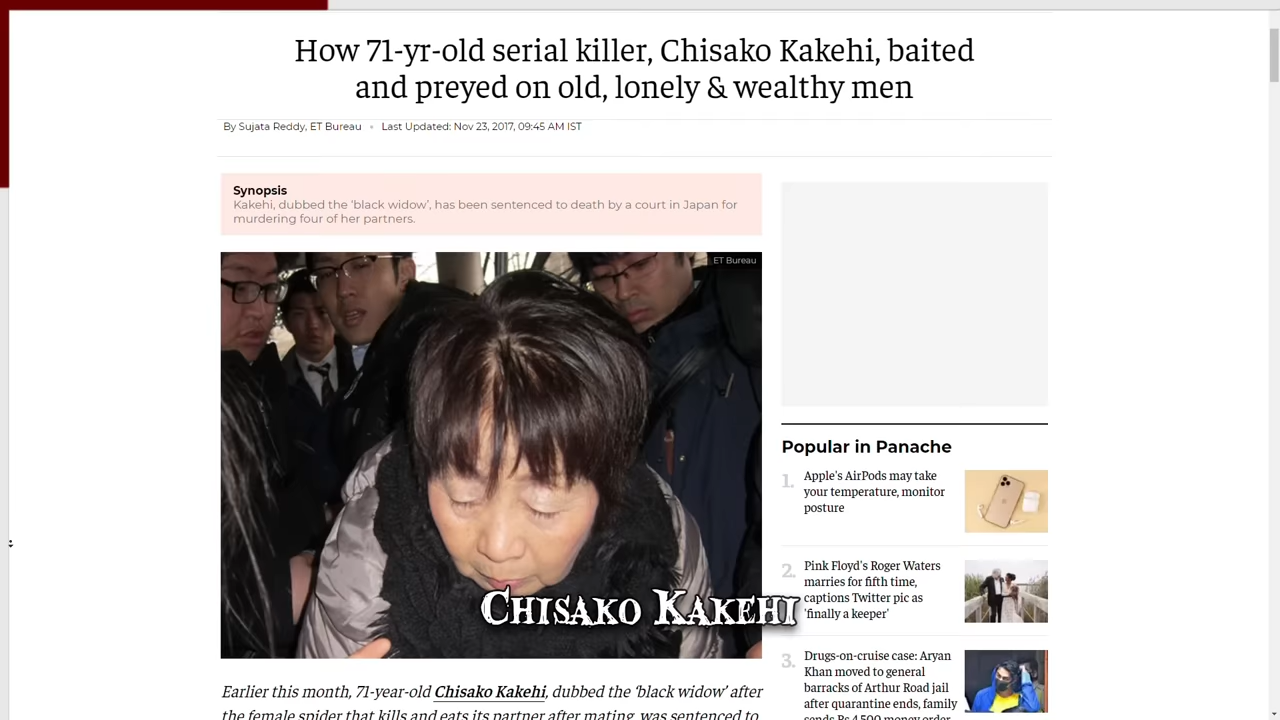 How 71-yr-old serial killer, Chisako Kakehi, baited
and preyed on old, lonely & wealthy men
By Sujata Reddy, ET Bureau • Last Updated: Nov 23, 2017, 09:45 AM IST
Synopsis
Kakehi, dubbed the ‘black widow’, has been sentenced to death by a court in Japan for
murdering four of her partners.
ET Bureau
Chisako Kakehi
Earlier this month, 71-year-old Chisako Kakehi, dubbed the ‘black widow’ after
the female spider that kills and eats its partner after mating, was sentenced to
Popular in Panache
1.
Apple's AirPods may take
your temperature, monitor
posture
2.
Pink Floyd's Roger Waters
marries for fifth time,
captions Twitter pic as
'finally a keeper'
3.
Drugs-on-cruise case: Aryan
Khan moved to general
barracks of Arthur Road jail
after quarantine ends, family
sends Rs 4,500 money order